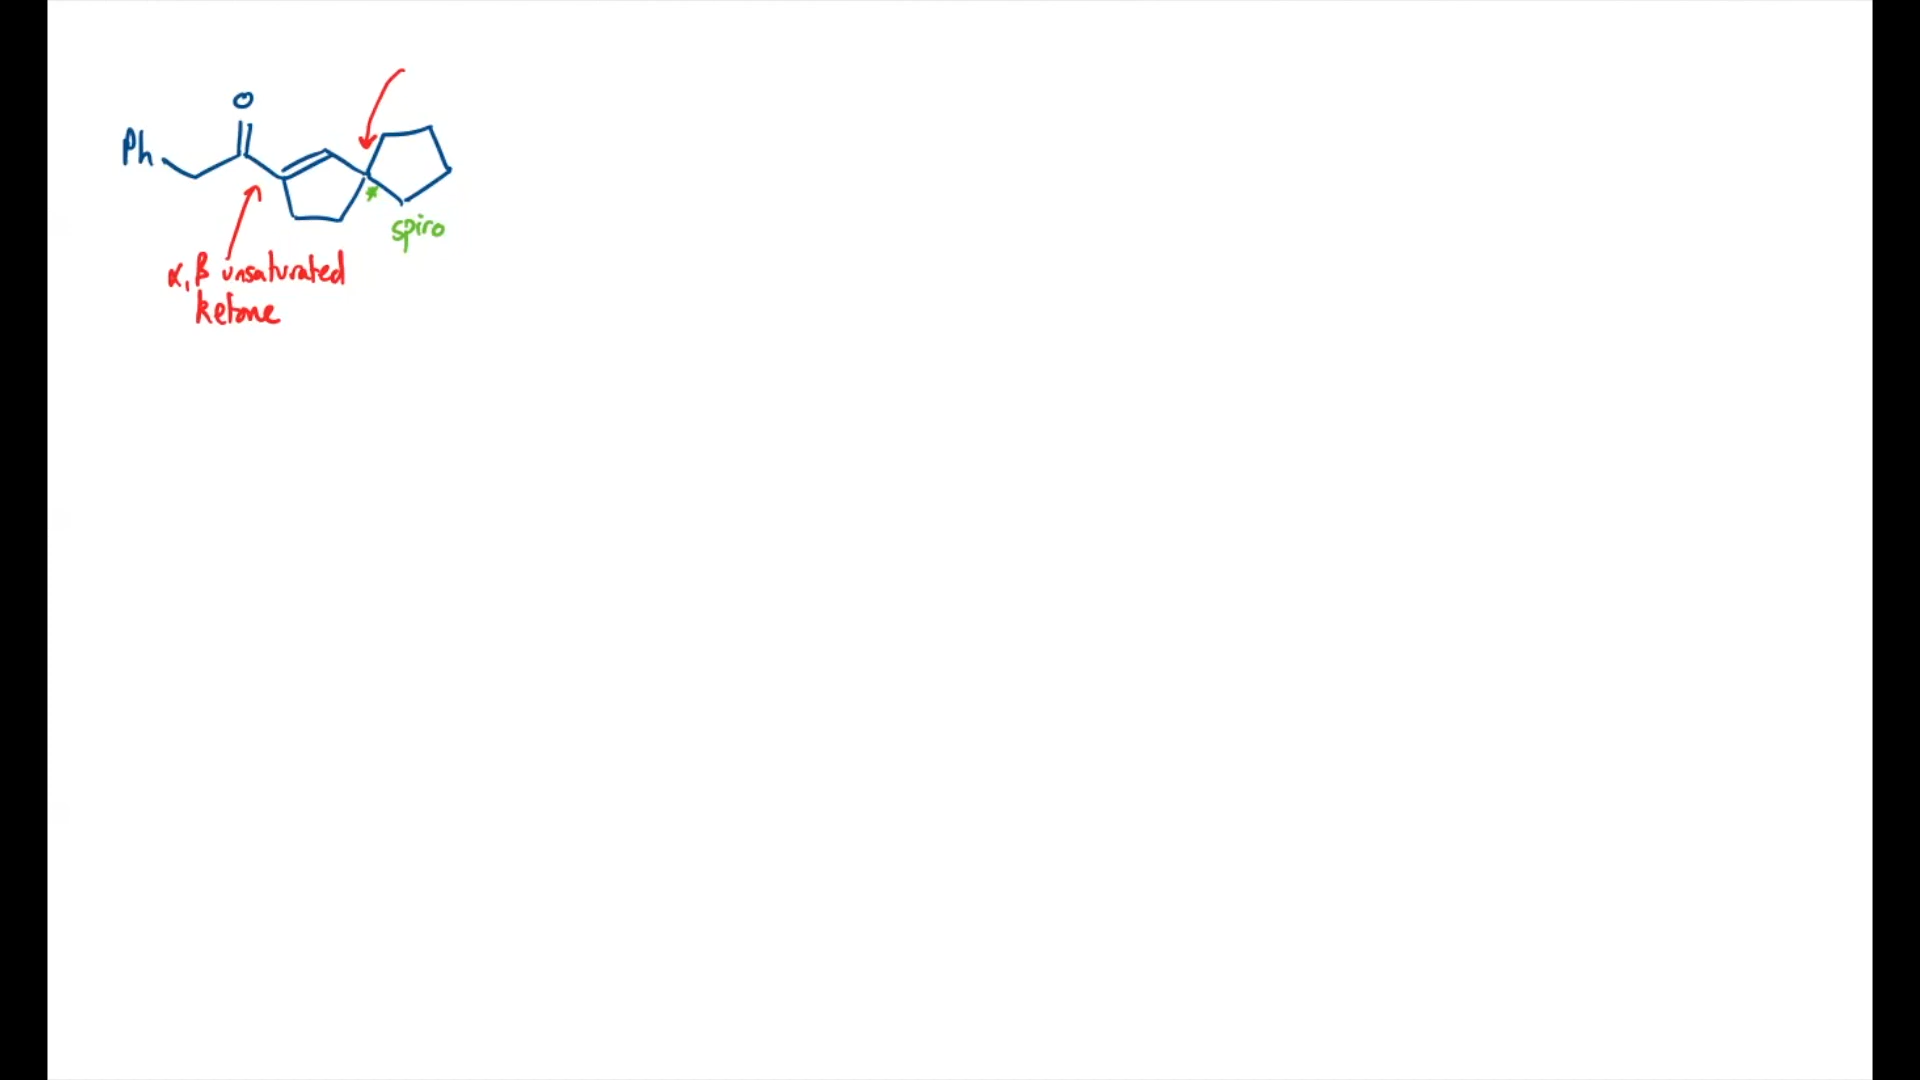 O
Ph
spiro
α, β unsaturated
ketone